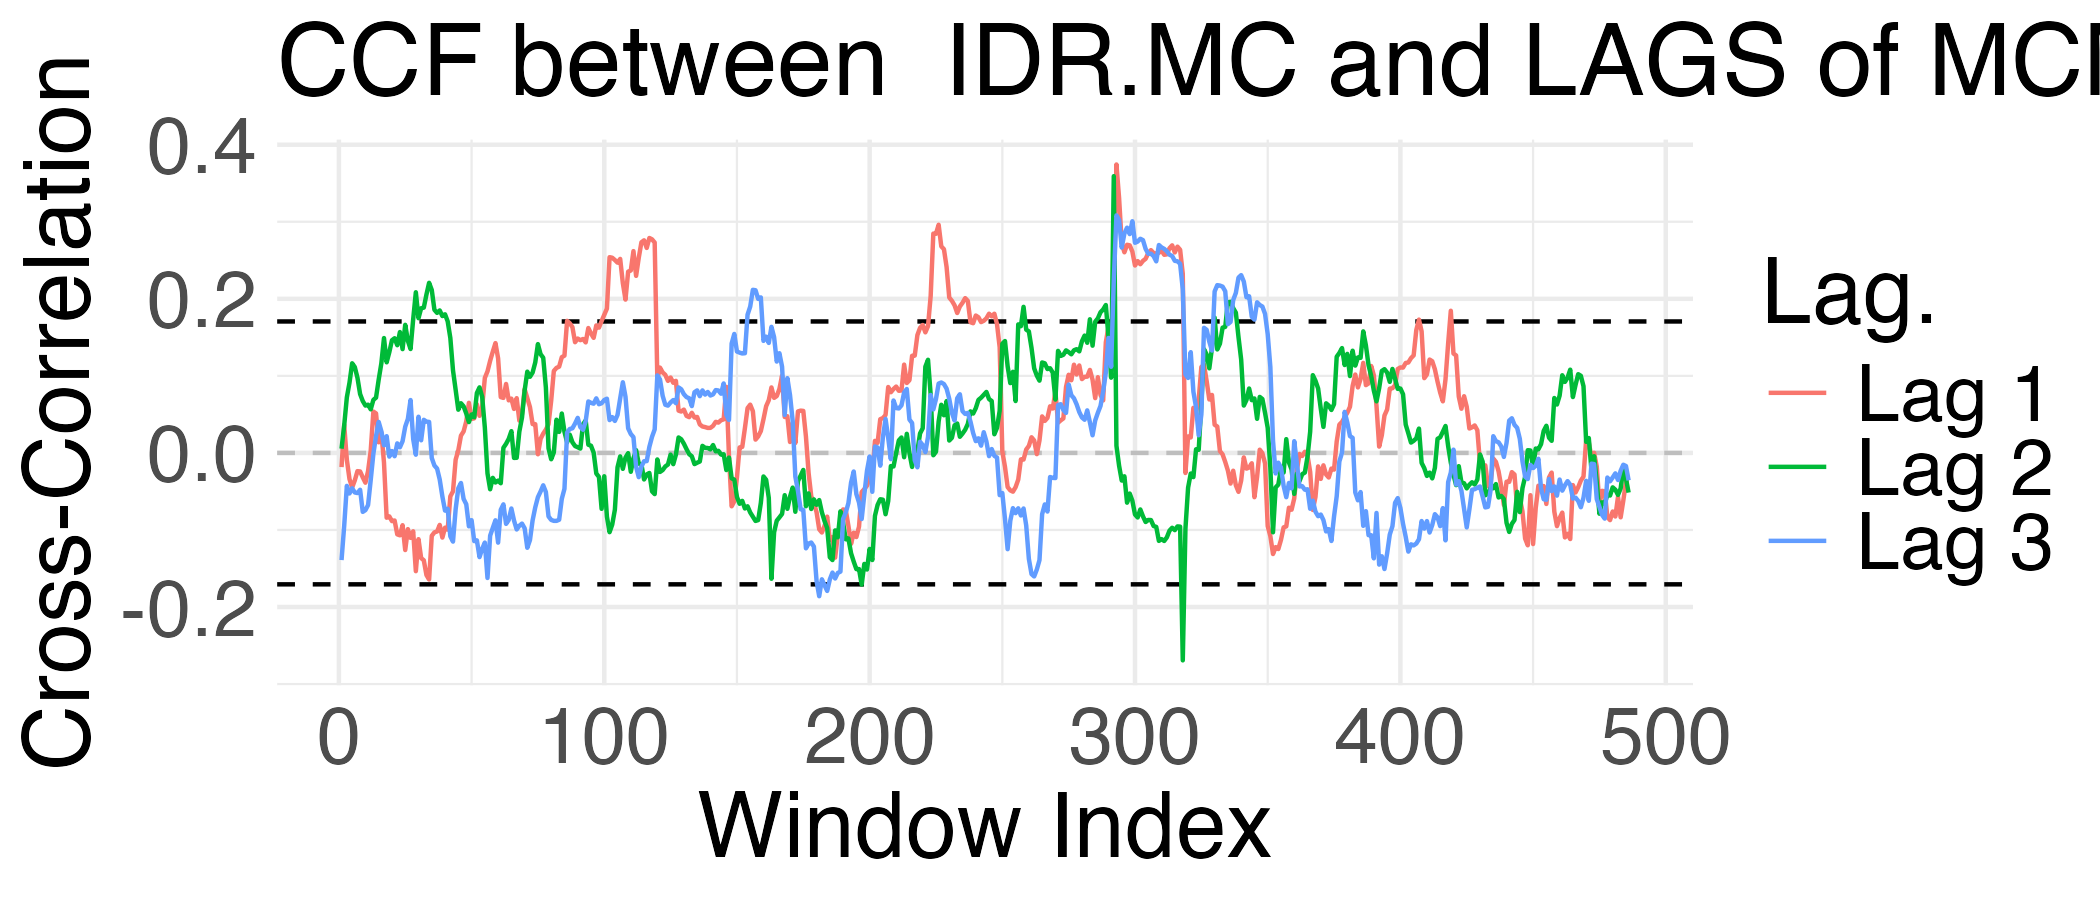 CCF between IDR.MC and LAGS of
Cross-Correlation
0.4
0.2
0.0
-0.2
0
100
200
300
400
500
Window Index
Lag.
Lag 1
Lag 2
Lag 3